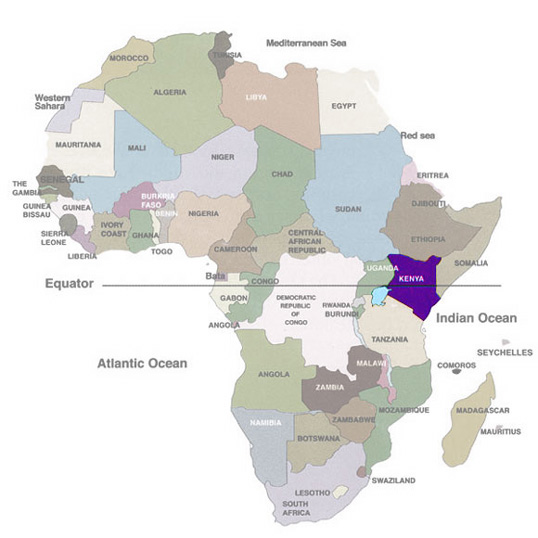 Mediterranean Sea
MOROCCO
TUNISIA
ALGERIA
LIBYA
EGYPT
Western
Sahara
Red sea
MAURITANIA
MALI
NIGER
CHAD
SUDAN
ERITREA
SENEGAL
THE
GAMBIA
GUINEA
BISSAU
GUINEA
BURKINA
FASO
BENIN
NIGERIA
DJIBOUTI
SIERRA
LEONE
IVORY
COAST
GHANA
LIBERIA
TOGO
CAMEROON
CENTRAL
AFRICAN
REPUBLIC
ETHIOPIA
SOMALIA
Bata
UGANDA
KENYA
Equator
CONGO
GABON
DEMOCRATIC
REPUBLIC
OF
CONGO
RWANDA
BURUNDI
ANGOLA
Indian Ocean
TANZANIA
SEYCHELLES
Atlantic Ocean
COMOROS
ANGOLA
MALAWI
ZAMBIA
MOZAMBIQUE
MADAGASCAR
NAMIBIA
ZIMBABWE
MAURITIUS
BOTSWANA
SWAZILAND
LESOTHO
SOUTH
AFRICA